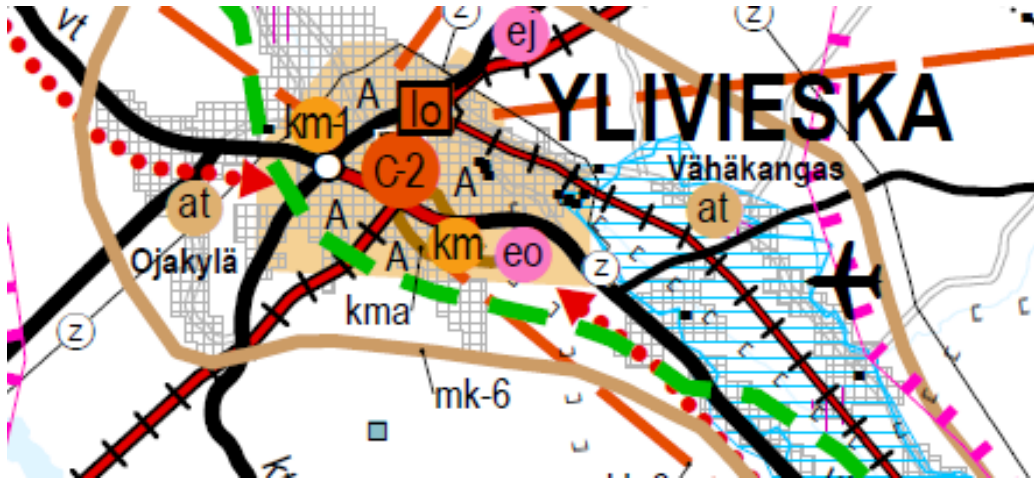 vt
z
ej
z
A
lo
km-1
YLIVIESKA
C-2
A
Vähäkangas
at
A
at
km
eo
A
Ojakylä
z
kma
z
mk-6